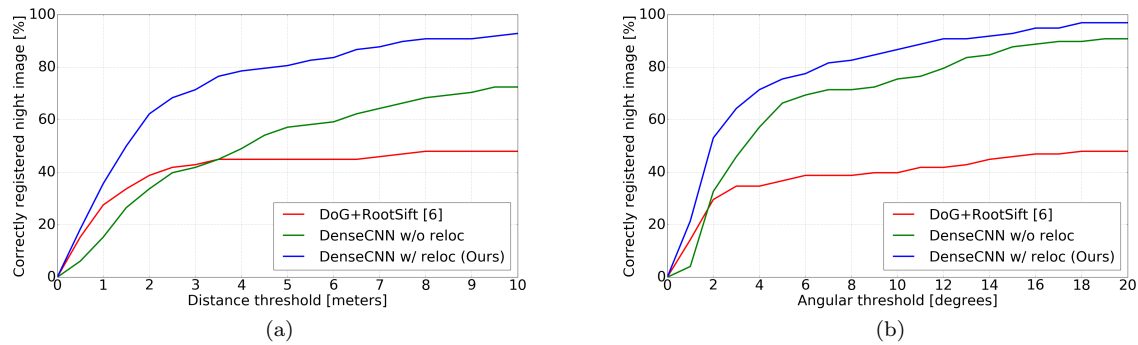 100
80
60
40
20
0
Correctly registered night image [%]
DoG+RootSift [6]
DenseCNN w/o reloc
DenseCNN w/ reloc (Ours)
0 1 2 3 4 5 6 7 8 9 10
Distance threshold [meters]
(a)
100
80
60
40
20
0
Correctly registered night image [%]
DoG+RootSift [6]
DenseCNN w/o reloc
DenseCNN w/ reloc (Ours)
0 2 4 6 8 10 12 14 16 18 20
Angular threshold [degrees]
(b)